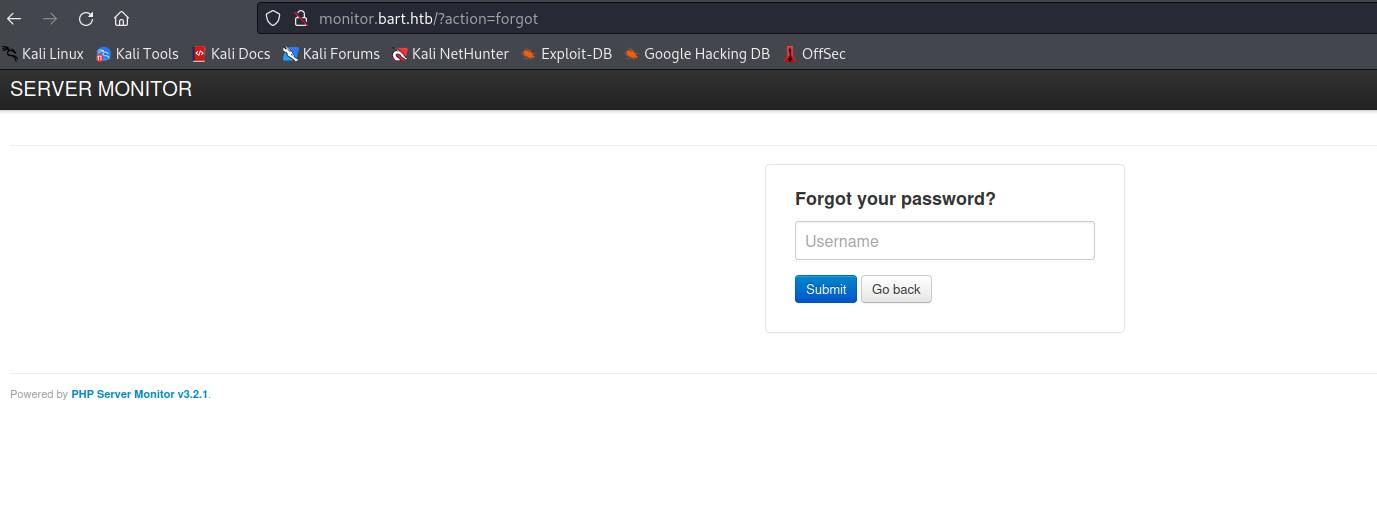 monitor.bart.htb/?action=forgot
Kali Linux Kali Tools Kali Docs Kali Forums Kali NetHunter Exploit-DB Google Hacking DB OffSec
SERVER MONITOR
Forgot your password?
Username
Submit Go back
Powered by PHP Server Monitor v3.2.1.